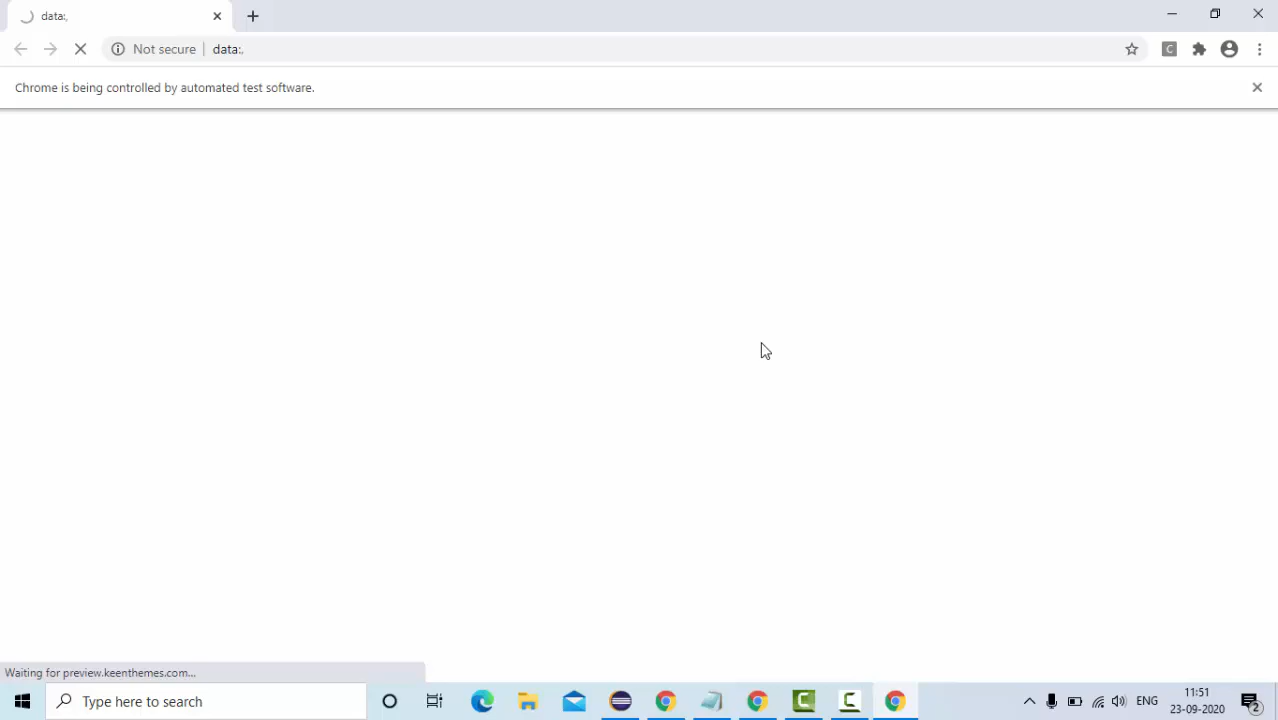 data:,
Not secure | data:,
C
Chrome is being controlled by automated test software.
Waiting for preview.keenthemes.com...
Type here to search
ENG
11:51
23-09-2020
2